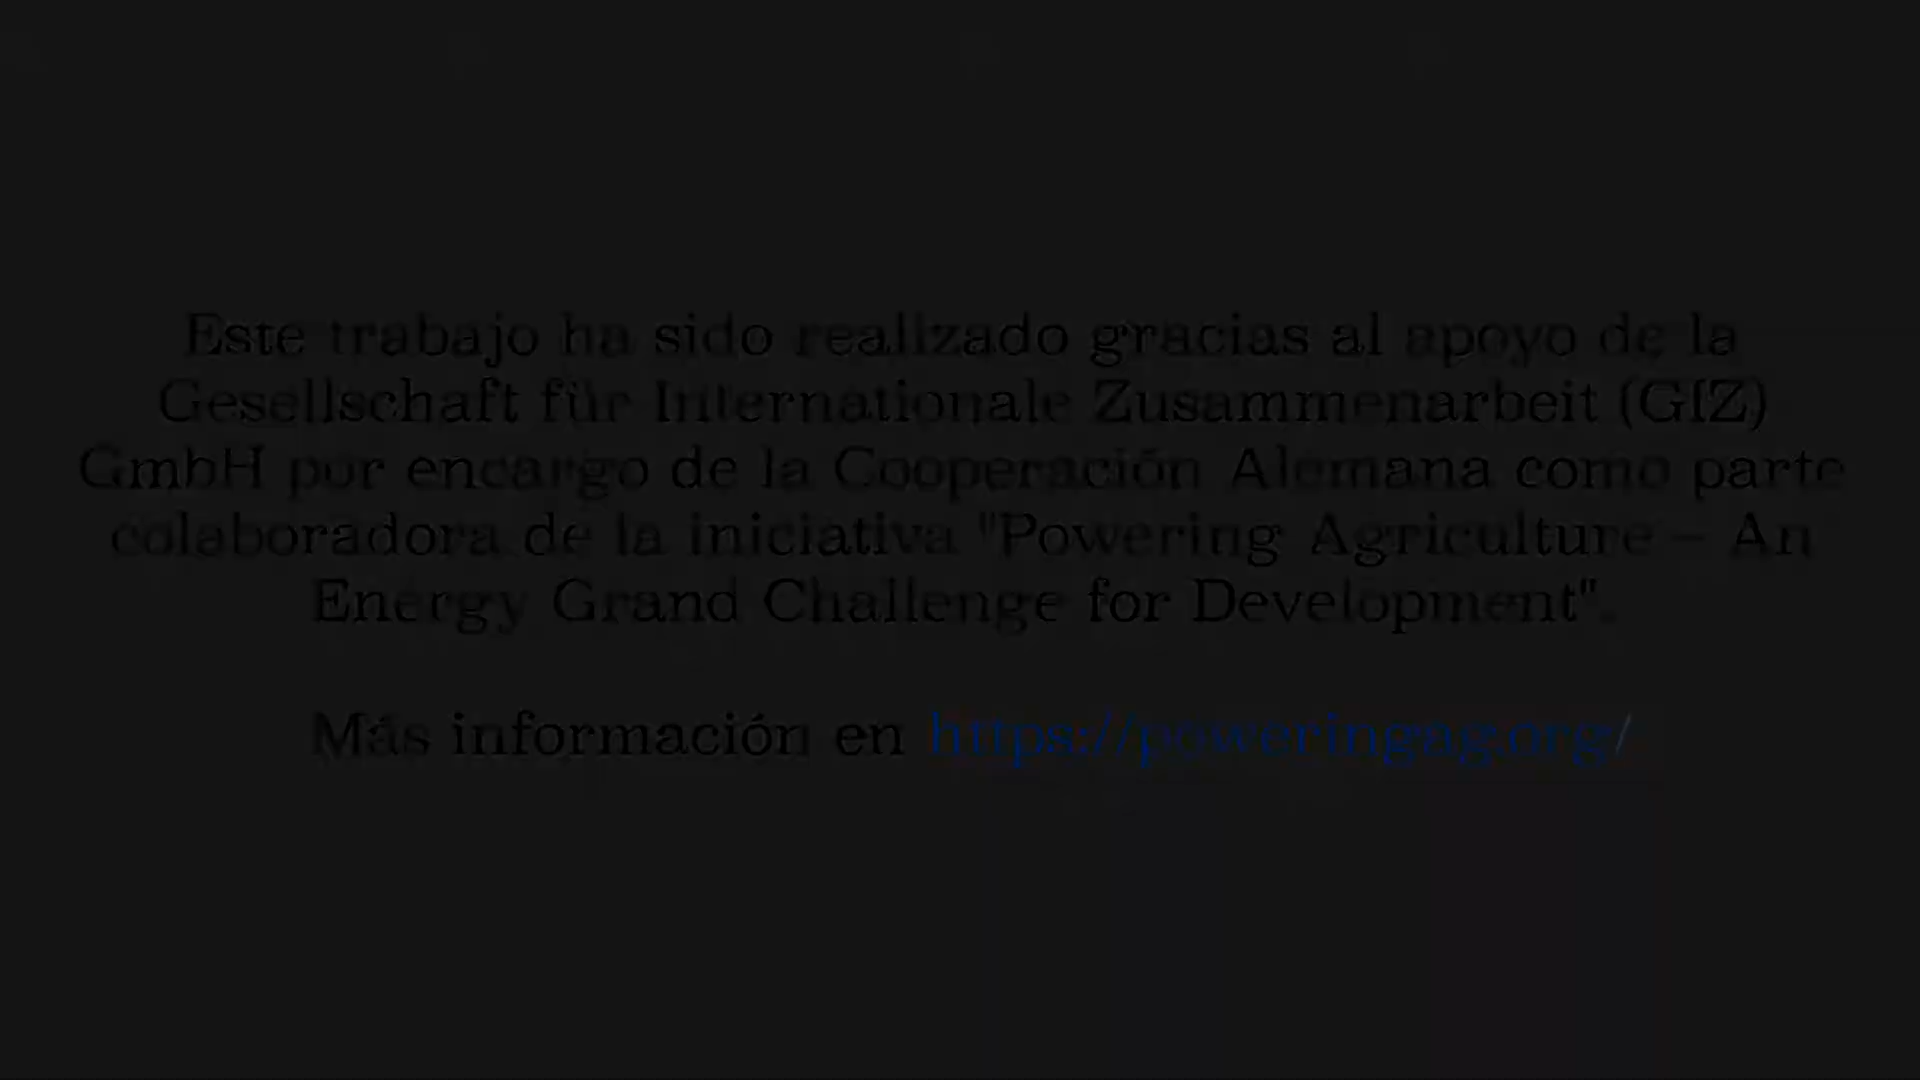 Este trabajo ha sido realizado gracias al apoyo de la
Gesellschaft für Internationale Zusammenarbeit (GIZ)
GmbH por encargo de la Cooperación Alemana como parte
colaboradora de la iniciativa "Powering Agriculture – An
Energy Grand Challenge for Development".
Más información en https://poweringag.org/